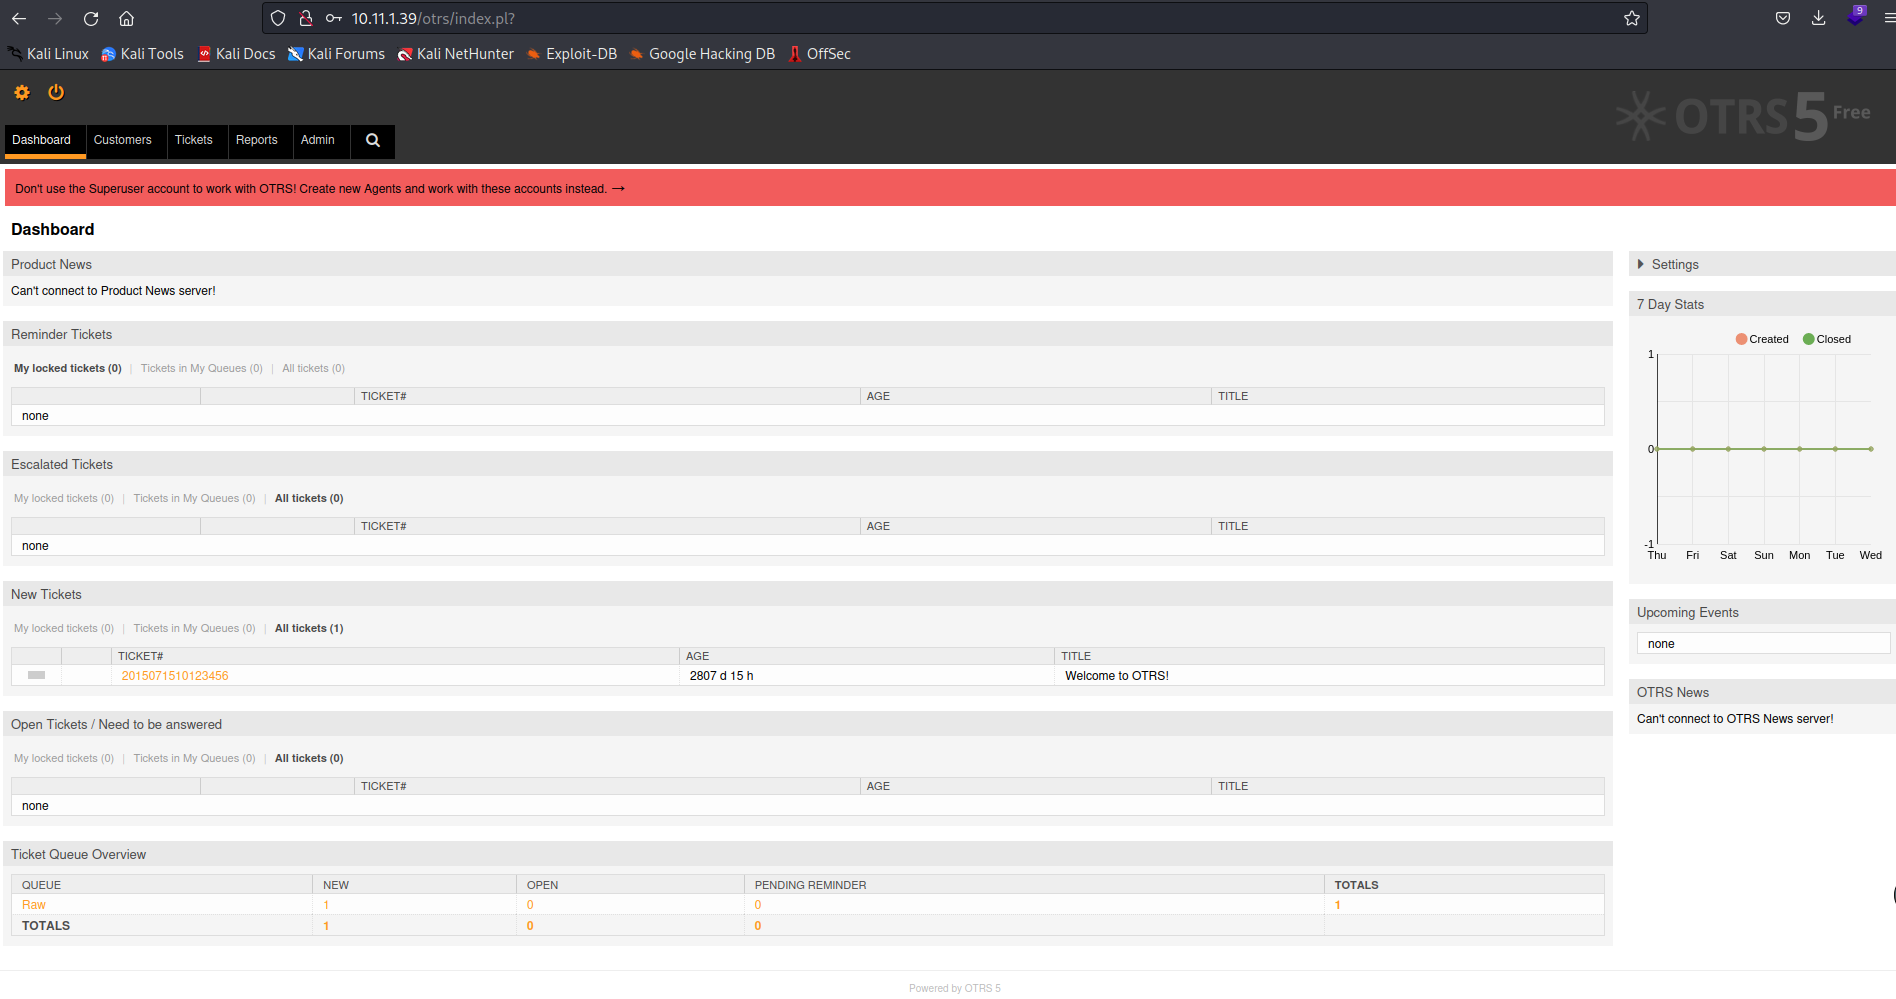 10.11.1.39/otrs/index.pl?
9
Kali Linux Kali Tools Kali Docs Kali Forums Kali NetHunter Exploit-DB Google Hacking DB OffSec
OTRS 5 Free
Dashboard Customers Tickets Reports Admin
Don't use the Superuser account to work with OTRS! Create new Agents and work with these accounts instead. →
Dashboard
Product News
Can't connect to Product News server!
Reminder Tickets
My locked tickets (0) | Tickets in My Queues (0) | All tickets (0)
TICKET# AGE TITLE
none
Escalated Tickets
My locked tickets (0) | Tickets in My Queues (0) | All tickets (0)
TICKET# AGE TITLE
none
New Tickets
My locked tickets (0) | Tickets in My Queues (0) | All tickets (1)
TICKET# AGE TITLE
2015071510123456 2807 d 15 h Welcome to OTRS!
Open Tickets / Need to be answered
My locked tickets (0) | Tickets in My Queues (0) | All tickets (0)
TICKET# AGE TITLE
none
Ticket Queue Overview
QUEUE NEW OPEN PENDING REMINDER TOTALS
Raw 1 0 0 1
TOTALS 1 0 0
Settings
7 Day Stats
Created Closed
1
0
-1
Thu Fri Sat Sun Mon Tue Wed
Upcoming Events
none
OTRS News
Can't connect to OTRS News server!
Powered by OTRS 5